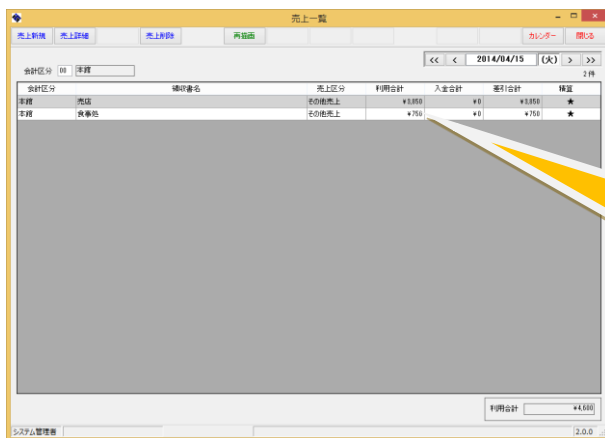 売上一覧
売上新規 売上詳細 売上削除 再描画 カレンダー 閉じる
<< < 2014/04/15 (火) > >>
会計区分 00 本館 2件
会計区分 領収書名 売上区分 利用合計 入金合計 差引合計 精算
本館 売店 その他売上 ¥3,850 ¥0 ¥3,850 ★
本館 食事処 その他売上 ¥750 ¥0 ¥750 ★
利用合計 ¥4,600
システム管理者 2.0.0